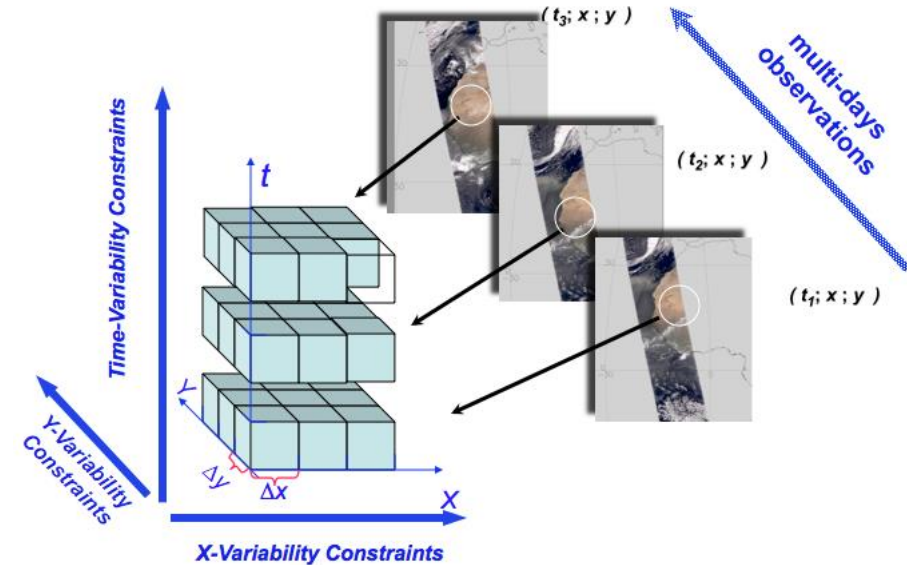 ( t3; x ; y )
multi-days
observations
( t2; x ; y )
( t1; x ; y )
Time-Variability Constraints
t
Y
Y-Variability
Constraints
Δy
Δx
X
X-Variability Constraints